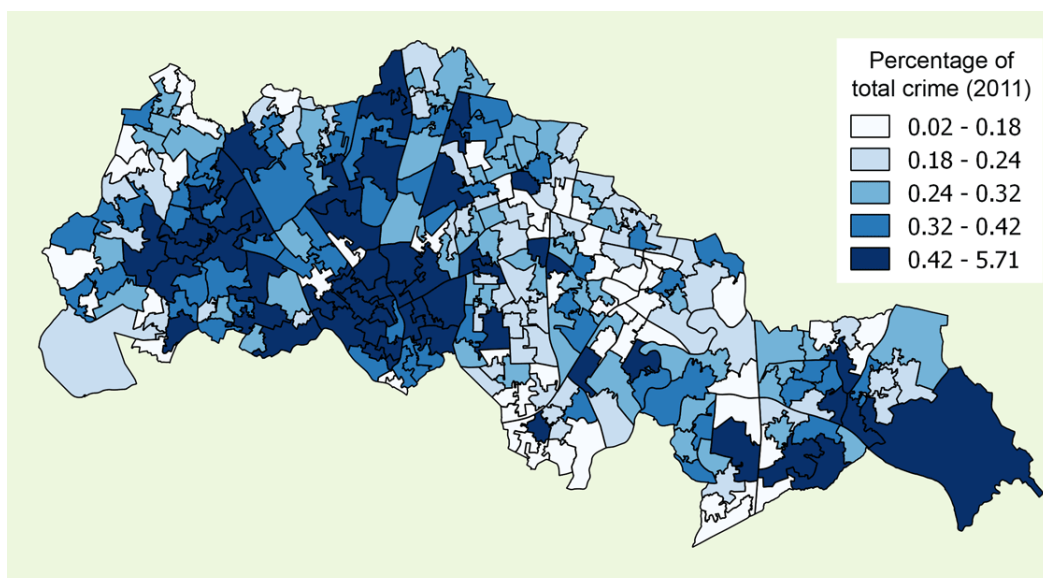 Percentage of
total crime (2011)
0.02 - 0.18
0.18 - 0.24
0.24 - 0.32
0.32 - 0.42
0.42 - 5.71